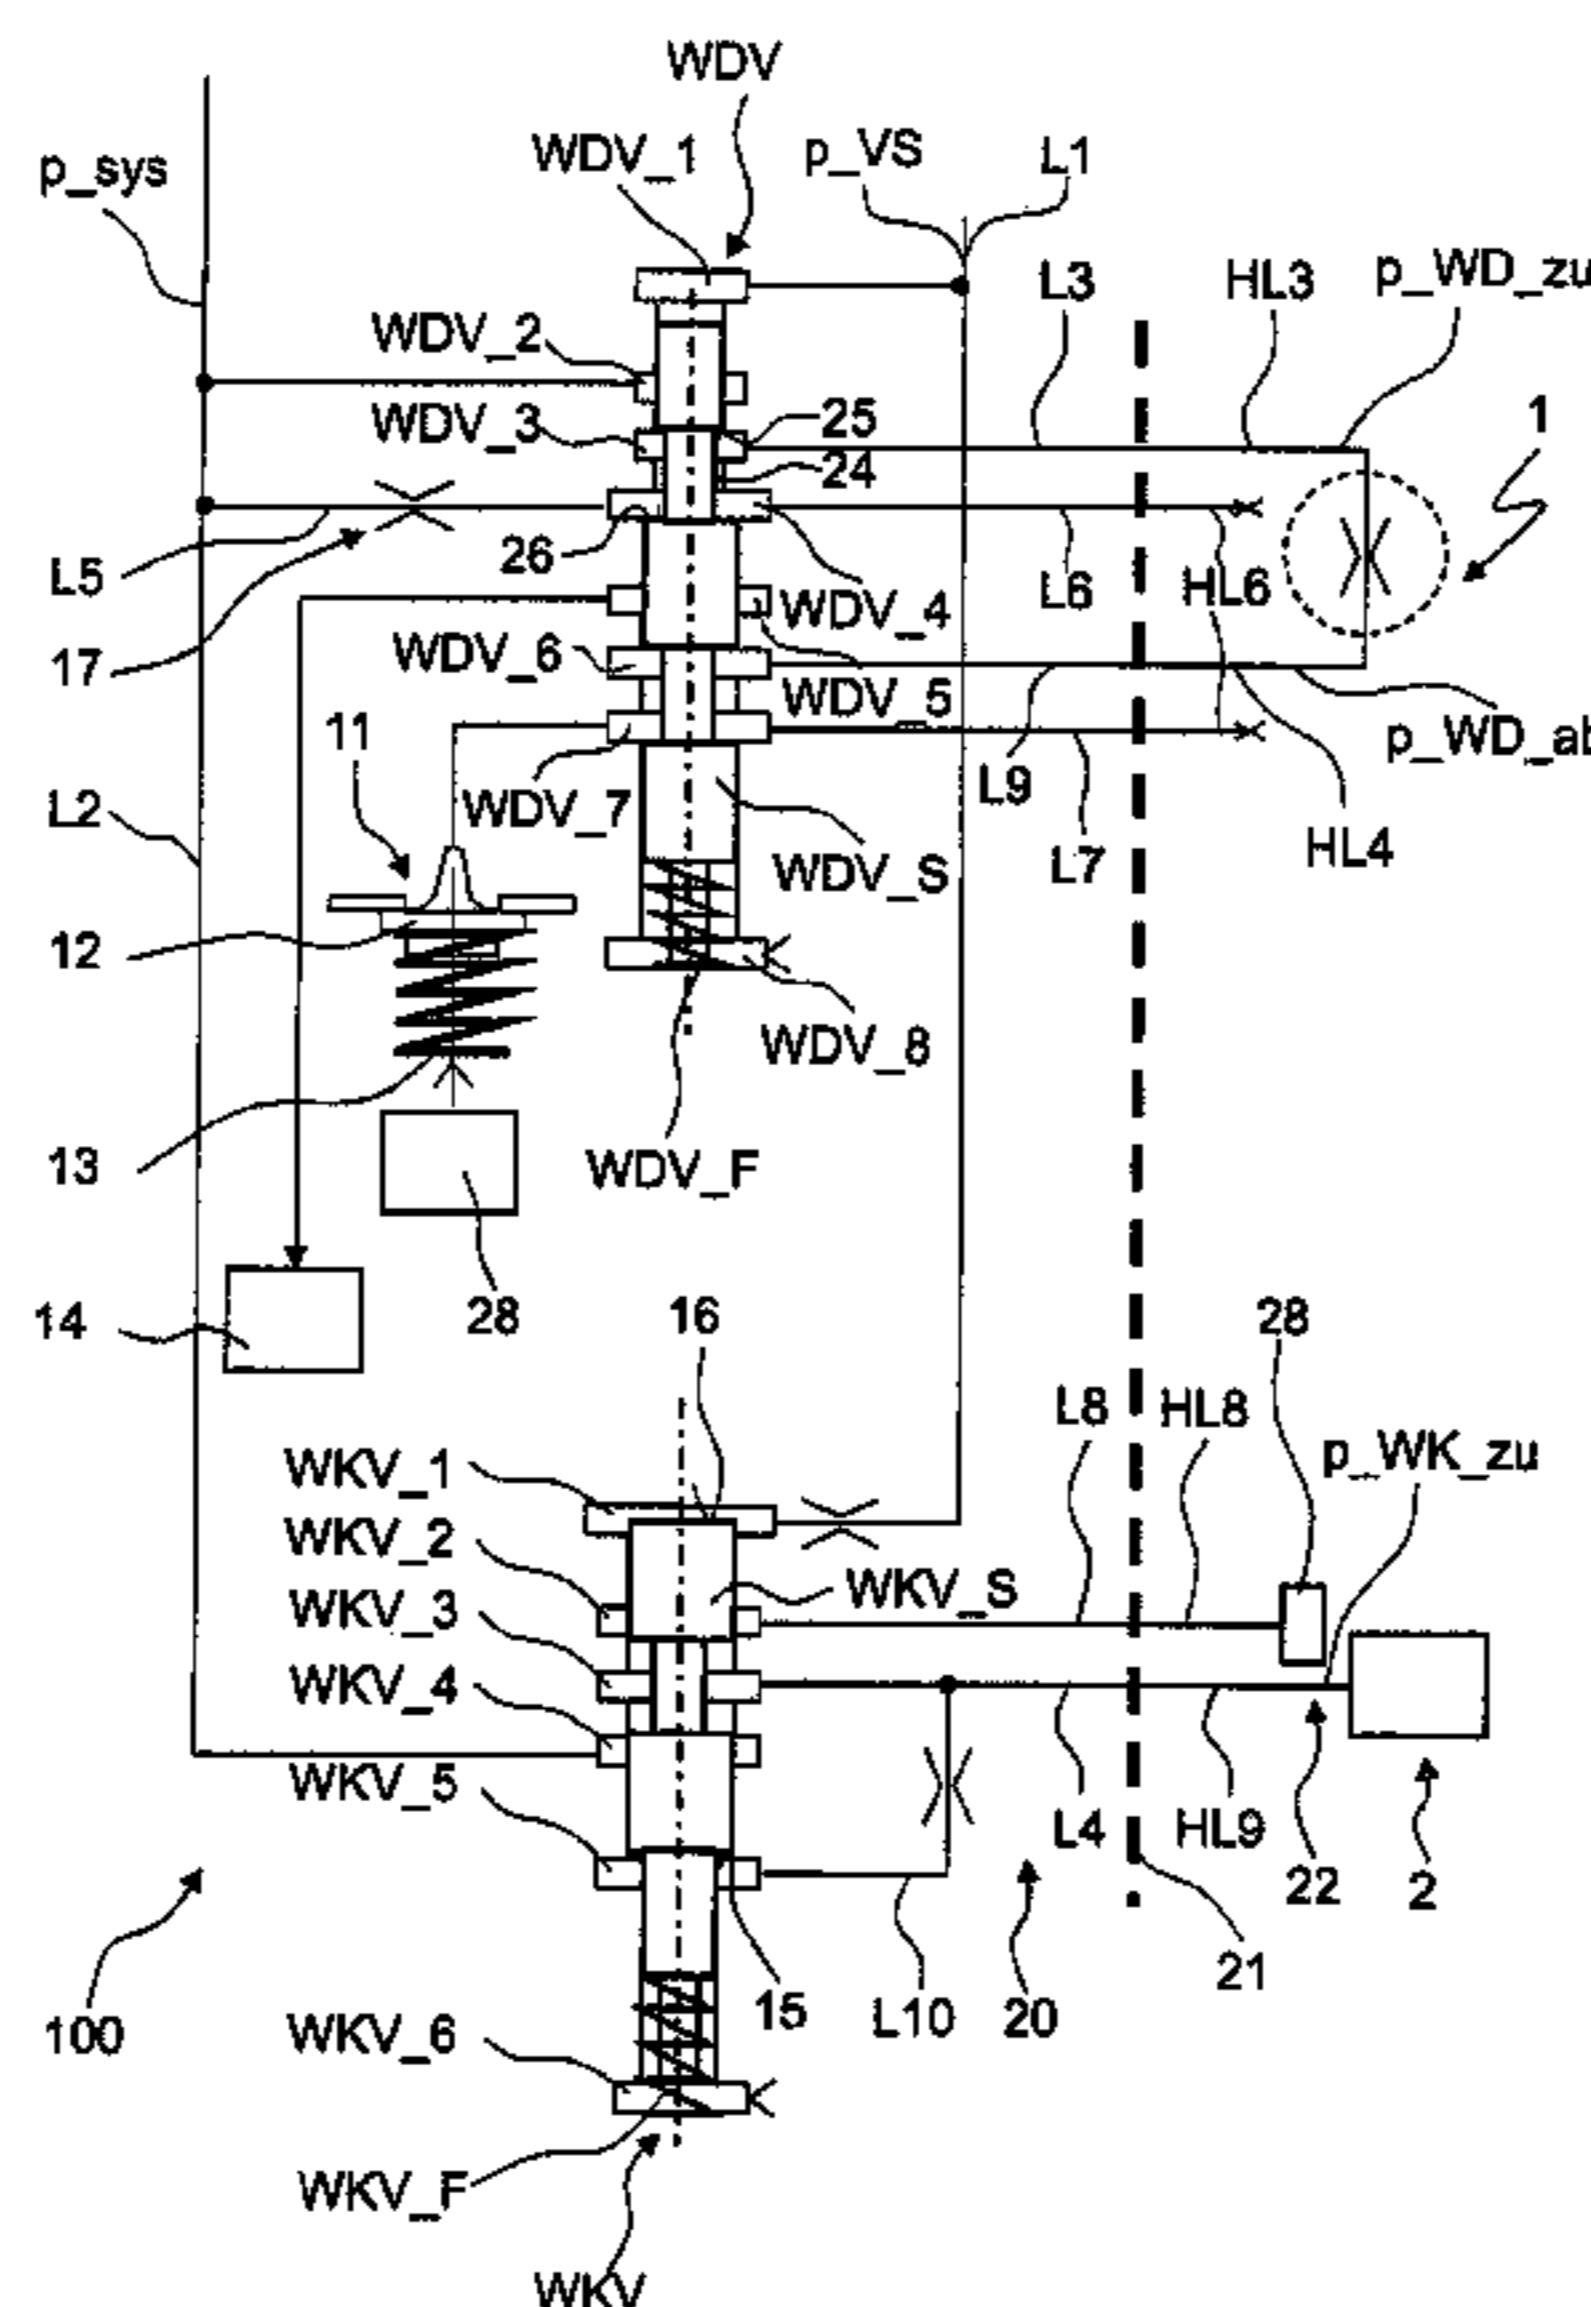 WDV
WDV_1
p_VS
L1
p_sys
L3
HL3
p_WD_zu
WDV_2
1
WDV_3
25
24
26
L5
WDV_4
L6
HL6
17
WDV_6
WDV_5
11
p_WD_ab
L9
L2
WDV_7
HL4
L7
WDV_S
12
WDV_8
13
WDV_F
28
14
16
28
L8
HL8
WKV_1
p_WK_zu
WKV_2
WKV_S
WKV_3
WKV_4
WKV_5
L4
HL9
22
2
21
100
WKV_6
15
L10
20
WKV_F
WKV